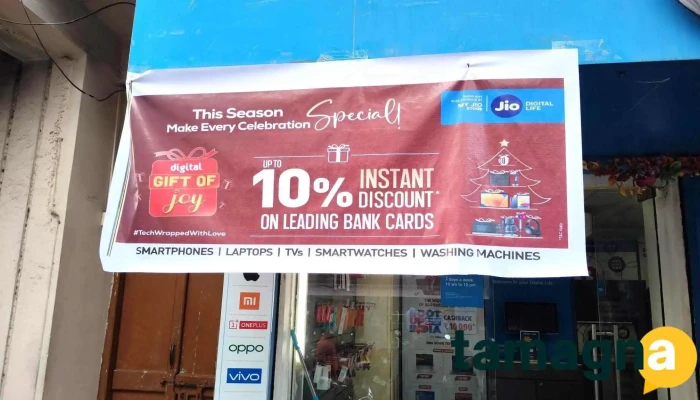 This Season
Make Every Celebration Special!
Jio
DIGITAL
LIFE
digital
GIFT OF
joy
#TechWrappedWithLove
UP TO
10% INSTANT
DISCOUNT*
ON LEADING BANK CARDS
SMARTPHONES | LAPTOPS | TVs | SMARTWATCHES | WASHING MACHINES
mi
ONEPLUS
oppo
vivo
CASHBACK
tamagna